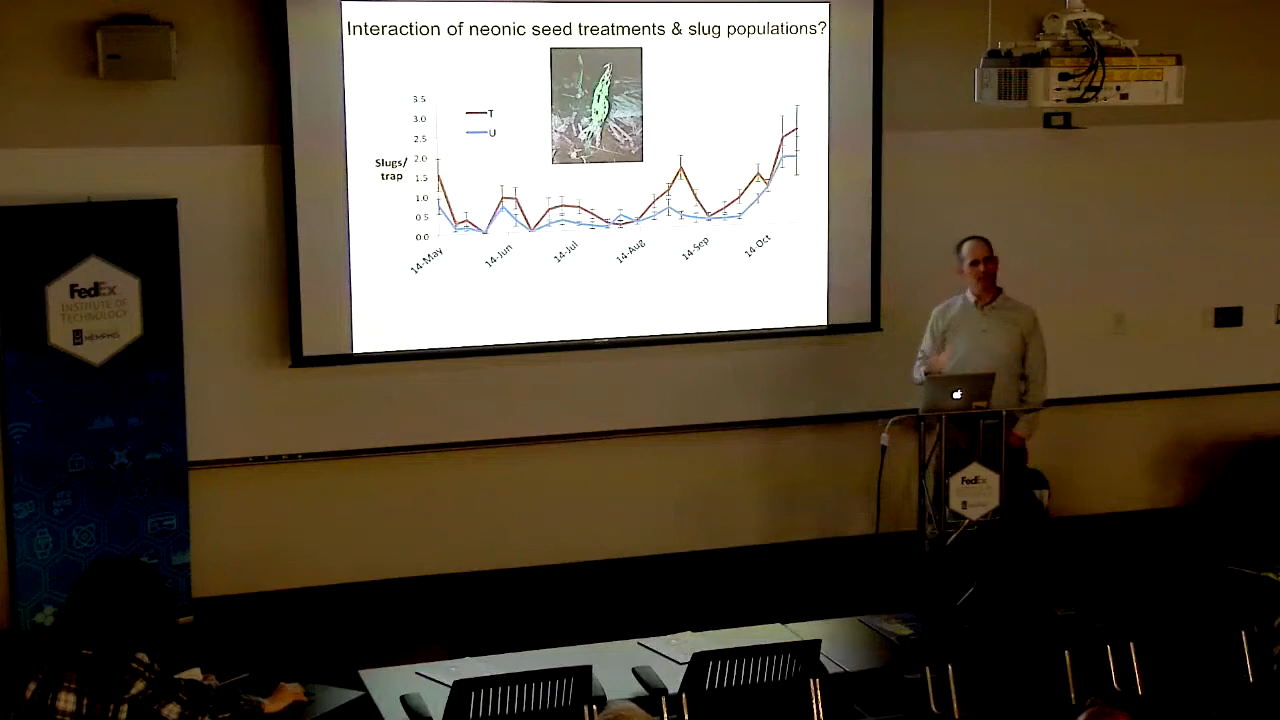 Interaction of neonic seed treatments & slug populations?
3.5
3.0
2.5
2.0
1.5
1.0
0.5
0.0
Slugs/
trap
T
U
14-May
14-Jun
14-Jul
14-Aug
14-Sep
14-Oct
FedEx
INSTITUTE OF
TECHNOLOGY
MEMPHIS
FedEx